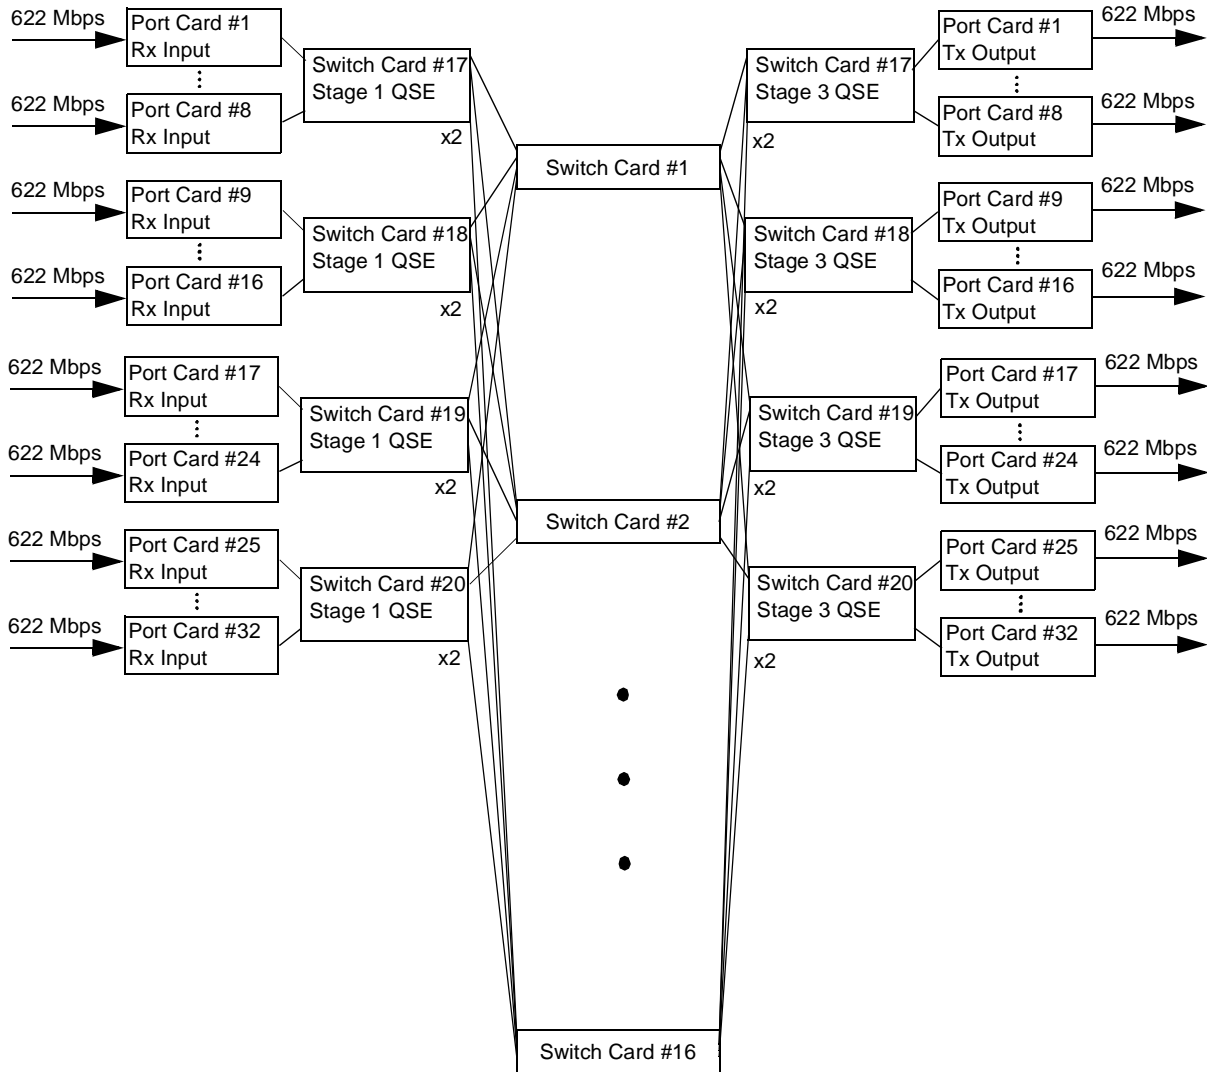 622 Mbps
Port Card #1
Rx Input
622 Mbps
Port Card #8
Rx Input
Switch Card #17
Stage 1 QSE
x2
622 Mbps
Port Card #9
Rx Input
622 Mbps
Port Card #16
Rx Input
Switch Card #18
Stage 1 QSE
x2
622 Mbps
Port Card #17
Rx Input
622 Mbps
Port Card #24
Rx Input
Switch Card #19
Stage 1 QSE
x2
622 Mbps
Port Card #25
Rx Input
622 Mbps
Port Card #32
Rx Input
Switch Card #20
Stage 1 QSE
x2
Switch Card #1
Switch Card #2
Switch Card #16
Switch Card #17
Stage 3 QSE
x2
Port Card #1
Tx Output
622 Mbps
Port Card #8
Tx Output
622 Mbps
Switch Card #18
Stage 3 QSE
x2
Port Card #9
Tx Output
622 Mbps
Port Card #16
Tx Output
622 Mbps
Switch Card #19
Stage 3 QSE
x2
Port Card #17
Tx Output
622 Mbps
Port Card #24
Tx Output
622 Mbps
Switch Card #20
Stage 3 QSE
x2
Port Card #25
Tx Output
622 Mbps
Port Card #32
Tx Output
622 Mbps